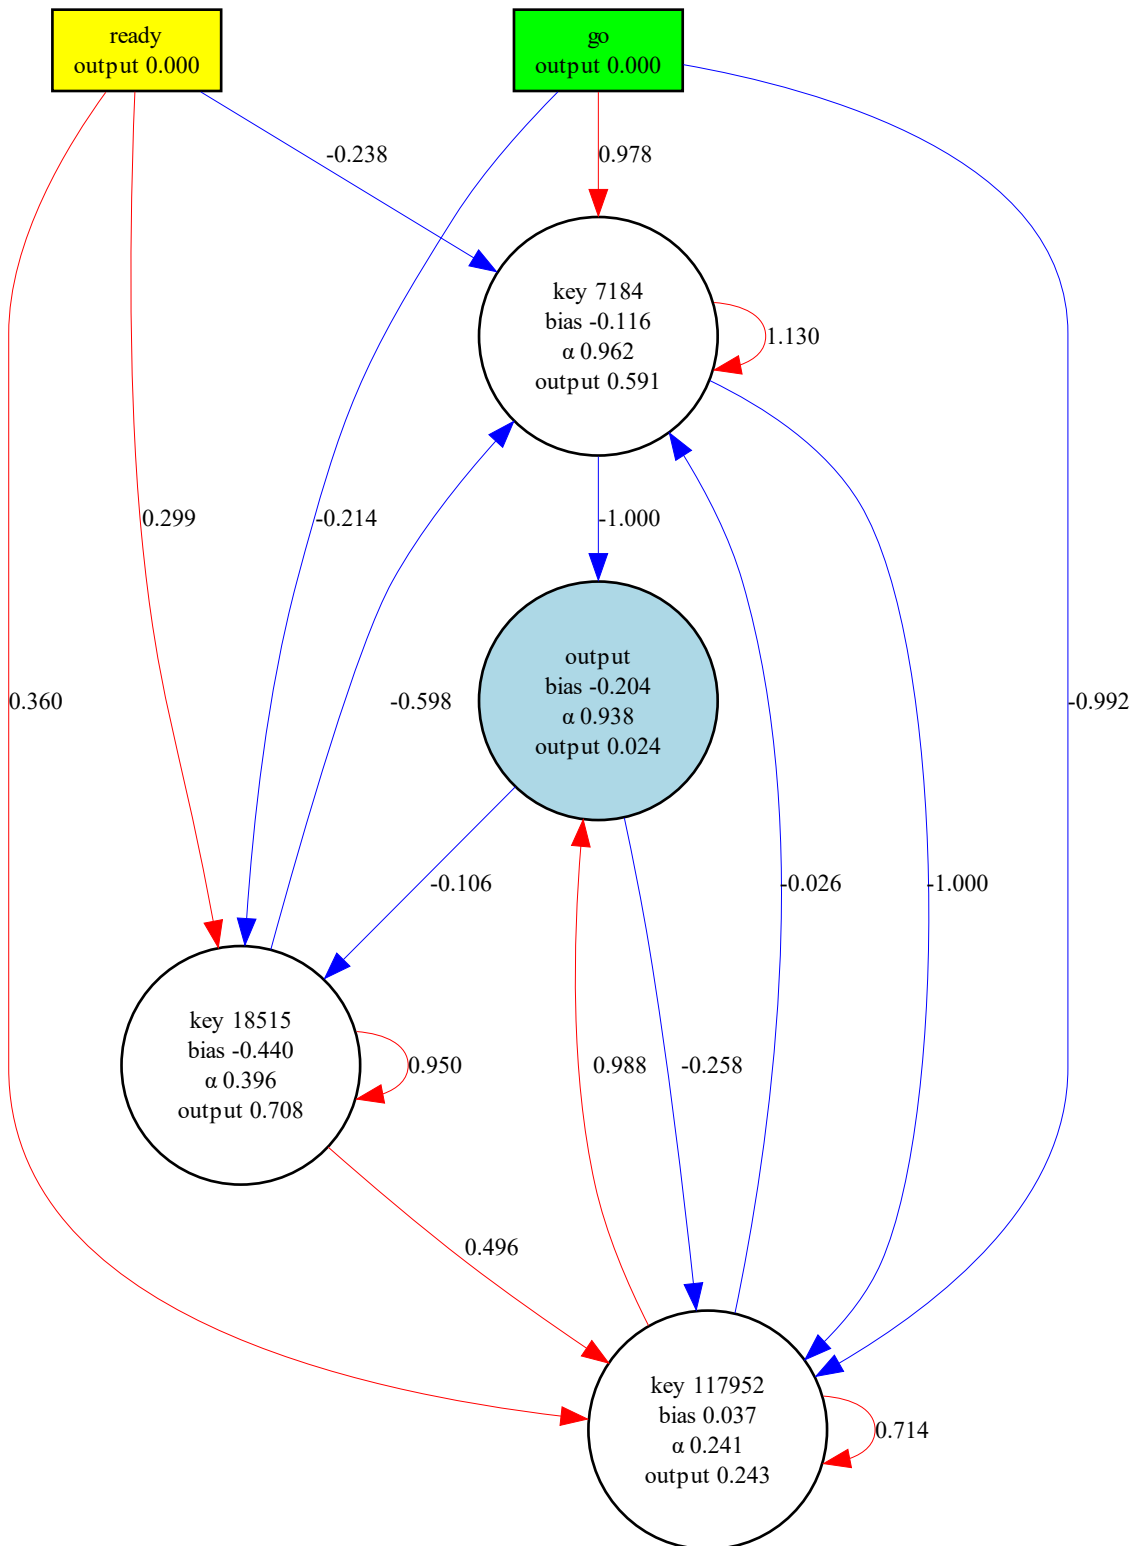 ready
output 0.000
go
output 0.000
-0.238
0.978
key 7184
bias -0.116
α 0.962
output 0.591
1.130
0.299
-0.214
-1.000
0.360
-0.598
output
bias -0.204
α 0.938
output 0.024
-0.992
-0.106
-0.026
-1.000
key 18515
bias -0.440
α 0.396
output 0.708
0.950
0.988
-0.258
0.496
key 117952
bias 0.037
α 0.241
output 0.243
0.714